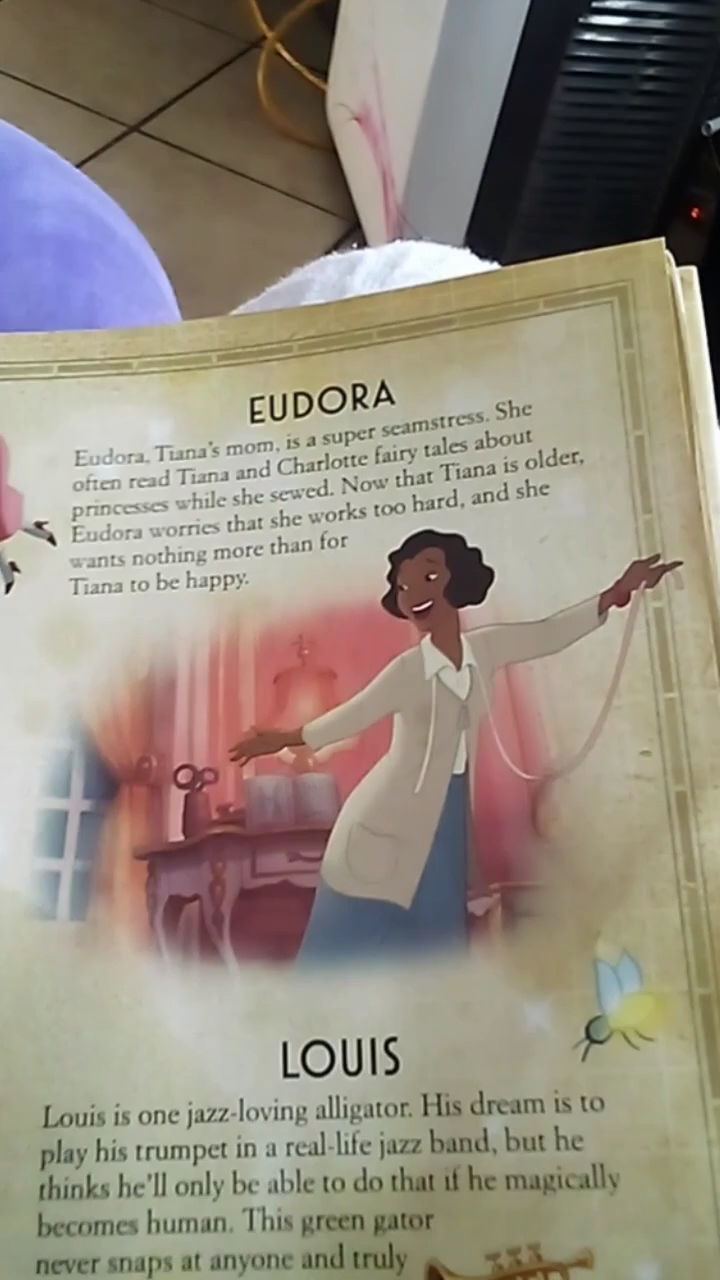 EUDORA
Eudora, Tiana's mom, is a super seamstress. She
often read Tiana and Charlotte fairy tales about
princesses while she sewed. Now that Tiana is older,
Eudora worries that she works too hard, and she
wants nothing more than for
Tiana to be happy.
LOUIS
Louis is one jazz-loving alligator. His dream is to
play his trumpet in a real-life jazz band, but he
thinks he'll only be able to do that if he magically
becomes human. This green gator
never snaps at anyone and truly